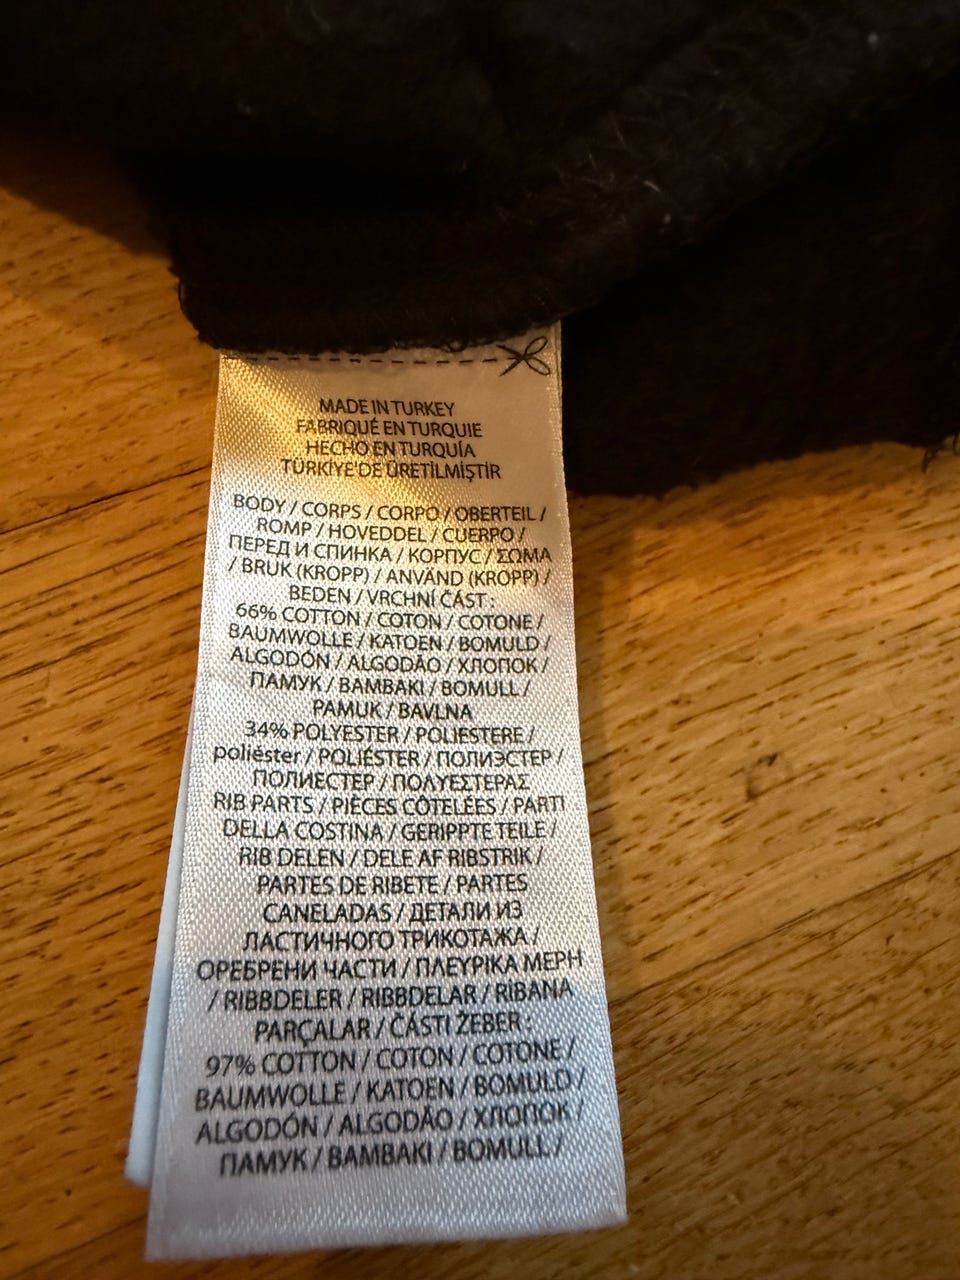 MADE IN TURKEY
FABRIQUÉ EN TURQUIE
HECHO EN TURQUÍA
TÜRKİYE'DE ÜRETİLMİŞTİR
BODY / CORPS / CORPO / OBERTEIL /
ROMP / HOVEDDEL / CUERPO /
ПЕРЕД И СПИНКА / КОРПУС / ΣΩΜΑ
/ BRUK (KROPP) / ANVÄND (KROPP) /
BEDEN / VRCHNÍ ČÁST :
66% COTTON / COTON / COTONE /
BAUMWOLLE / KATOEN / BOMULD /
ALGODÓN / ALGODÃO / ХЛОПОК /
ПАМУК / ΒΑΜΒΑΚΙ / BOMULL /
PAMUK / BAVLNA
34% POLYESTER / POLIESTERE /
poliéster / POLIÉSTER / ПОЛИЭСТЕР /
ПОЛИЕСТЕР / ΠΟΛΥΕΣΤΕΡΑΣ
RIB PARTS / PIÈCES CÔTELÉES / PARTI
DELLA COSTINA / GERIPPTE TEILE /
RIB DELEN / DELE AF RIBSTRIK /
PARTES DE RIBETE / PARTES
CANELADAS / ДЕТАЛИ ИЗ
ЛАСТИЧНОГО ТРИКОТАЖА /
ОРЕБРЕНИ ЧАСТИ / ΠΛΕΥΡΙΚΑ ΜΕΡΗ
/ RIBBDELER / RIBBDELAR / RIBANA
PARÇALAR / ČÁSTI ŽEBER :
97% COTTON / COTON / COTONE /
BAUMWOLLE / KATOEN / BOMULD /
ALGODÓN / ALGODÃO / ХЛОПОК /
ПАМУК / ΒΑΜΒΑΚΙ / BOMULL /